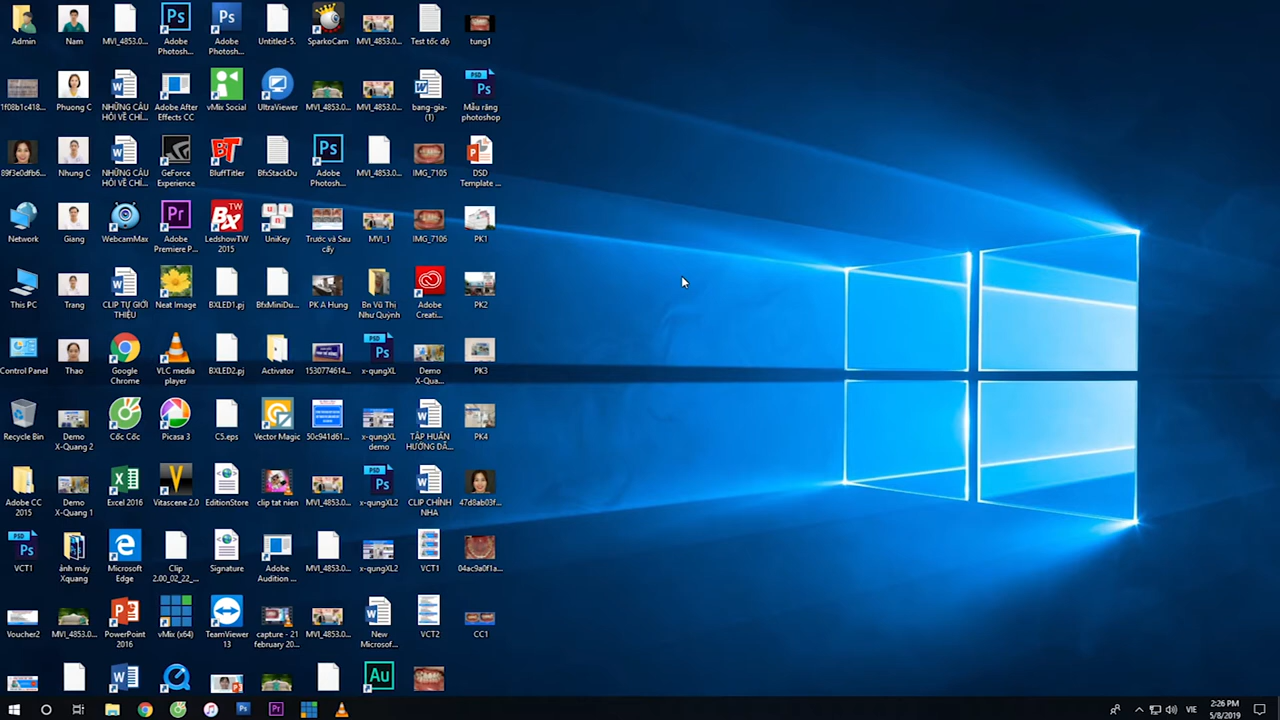 Admin
Nam
MVI_4853.0...
Adobe
Photosh...
Adobe
Photosh...
Untitled-5.
SparkoCam
MVI_4853.0...
Test tốc độ
tung1
1f08b1c418...
Phuong C
NHỮNG CÂU
HỎI VỀ CHỈ...
Adobe After
Effects CC
vMix Social
UltraViewer
MVI_4853.0...
MVI_4853.0...
bang-gia-
(1)
Mẫu răng
photoshop
89f3e0dfb6...
Nhung C
NHỮNG CÂU
HỎI VỀ CHỈ...
GeForce
Experience
BluffTitler
BfxStackDu
Adobe
Photosh...
MVI_4853.0...
IMG_7105
DSD
Template ...
Network
Giang
WebcamMax
Adobe
Premiere P...
LedshowTW
2015
UniKey
Trước và Sau
cấy
MVI_1
IMG_7106
PK1
This PC
Trang
CLIP TỰ GIỚI
THIỆU
Neat Image
BXLED1.pj
BfxMiniDu...
PK A Hung
Bn Vũ Thị
Như Quỳnh
Adobe
Creati...
PK2
Control Panel
Thao
Google
Chrome
VLC media
player
BXLED2.pj
Activator
1530774614...
x-qungXL
Demo
X-Qua...
PK3
Recycle Bin
Demo
X-Quang 2
Cốc Cốc
Picasa 3
C5.eps
Vector Magic
50c941d61...
x-qungXL
demo
TẬP HUẤN
HƯỚNG DẪ...
PK4
Adobe CC
2015
Demo
X-Quang 1
Excel 2016
Vitascene 2.0
EditionStore
clip tat nien
MVI_4853.0...
x-qungXL2
CLIP CHỈNH
NHA
47d8ab03f...
VCT1
ảnh máy
Xquang
Microsoft
Edge
Clip
2.00_02_22_...
Signature
Adobe
Audition ...
MVI_4853.0...
x-qungXL2
VCT1
04ac9a0f1a...
Voucher2
MVI_4853.0...
PowerPoint
2016
vMix (x64)
TeamViewer
13
capture - 21
february 20...
MVI_4853.0...
New
Microsof...
VCT2
CC1
VIE
2:26 PM
5/8/2019